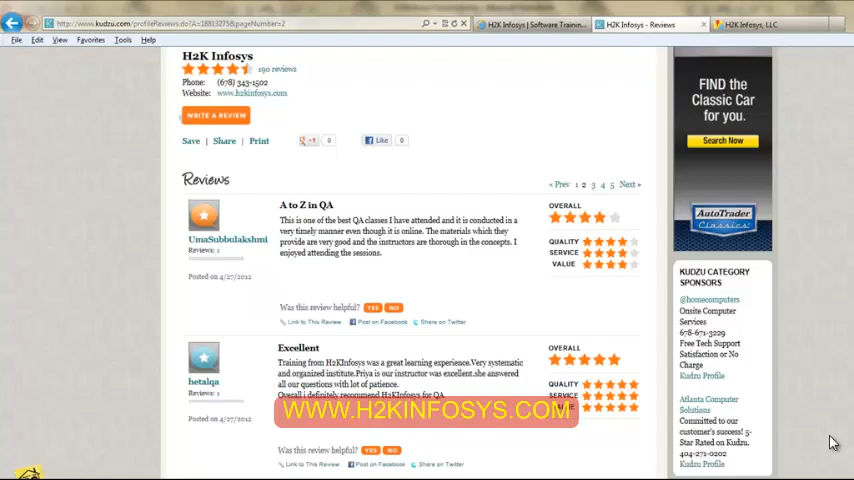 http://www.kudzu.com/profileReviews.do?A=18813275&pageNumber=2
H2K Infosys | Software Trainin...
H2K Infosys - Reviews
H2K Infosys, LLC
File Edit View Favorites Tools Help
H2K Infosys
190 reviews
Phone: (678) 343-1502
Website: www.h2kinfosys.com
WRITE A REVIEW
Save | Share | Print
+1 0
Like 0
Reviews
« Prev 1 2 3 4 5 Next »
A to Z in QA
This is one of the best QA classes I have attended and it is conducted in a
very timely manner even though it is online. The materials which they
provide are very good and the instructors are thorough in the concepts. I
enjoyed attending the sessions.
UmaSubbulakshmi
Reviews: 1
Posted on 4/27/2012
OVERALL
QUALITY
SERVICE
VALUE
Was this review helpful? YES NO
Link to This Review Post on Facebook Share on Twitter
Excellent
Training from H2KInfosys was a great learning experience.Very systematic
and organized institute.Priya is our instructor was excellent.she answered
all our questions with lot of patience.
Overall i definitely recommend H2KInfosys for QA
hetalqa
Reviews: 1
Posted on 4/27/2012
OVERALL
QUALITY
SERVICE
WWW.H2KINFOSYS.COM
Was this review helpful? YES NO
Link to This Review Post on Facebook Share on Twitter
FIND the
Classic Car
for you.
Search Now
AutoTrader
Classics
KUDZU CATEGORY
SPONSORS
@homecomputers
Onsite Computer
Services
678-671-3229
Free Tech Support
Satisfaction or No
Charge
Kudzu Profile
Atlanta Computer
Solutions
Committed to our
customer's success! 5-
Star Rated on Kudzu.
404-271-0202
Kudzu Profile